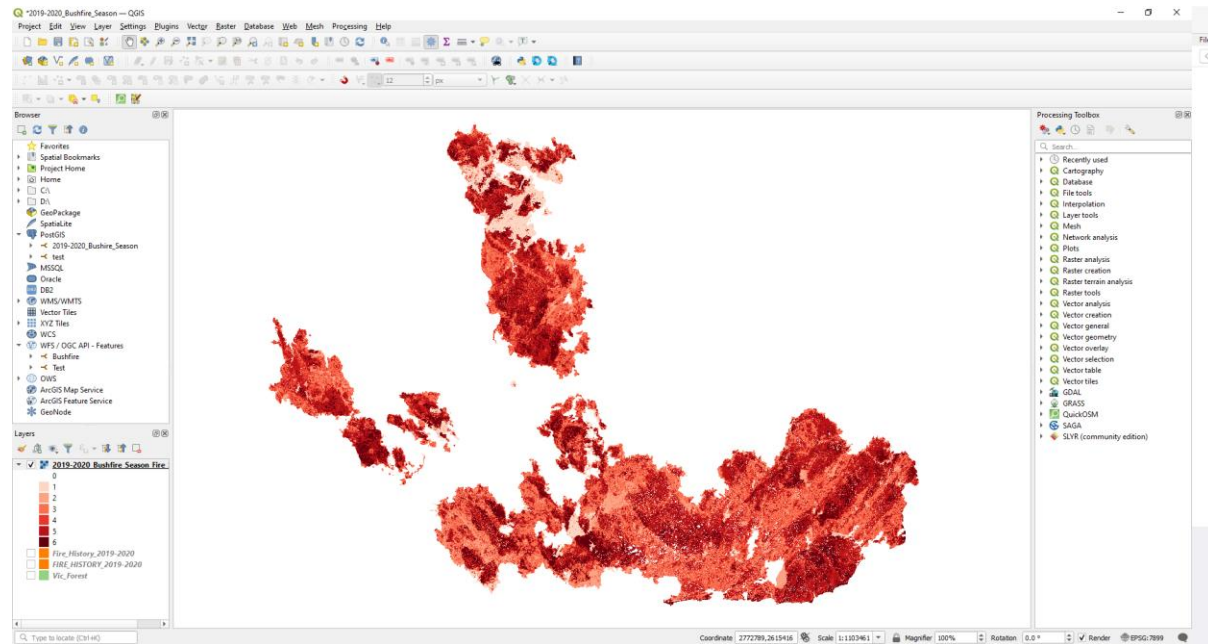 *2019-2020_Bushfire_Season — QGIS
Project Edit View Layer Settings Plugins Vector Raster Database Web Mesh Processing Help
12 px
Browser
Favorites
Spatial Bookmarks
Project Home
Home
C:\
D:\
GeoPackage
SpatiaLite
PostGIS
2019-2020_Bushire_Season
test
MSSQL
Oracle
DB2
WMS/WMTS
Vector Tiles
XYZ Tiles
WCS
WFS / OGC API - Features
Bushfire
Test
OWS
ArcGIS Map Service
ArcGIS Feature Service
GeoNode
Layers
2019-2020 Bushfire Season Fire
0
1
2
3
4
5
6
Fire_History_2019-2020
FIRE_HISTORY_2019-2020
Vic_Forest
Processing Toolbox
Search...
Recently used
Cartography
Database
File tools
Interpolation
Layer tools
Mesh
Network analysis
Plots
Raster analysis
Raster creation
Raster terrain analysis
Raster tools
Vector analysis
Vector creation
Vector general
Vector geometry
Vector overlay
Vector selection
Vector table
Vector tiles
GDAL
GRASS
QuickOSM
SAGA
SLYR (community edition)
File
Type to locate (Ctrl+K)
Coordinate 2772789,2615416 Scale 1:1103461 Magnifier 100% Rotation 0.0 ° Render EPSG:7899